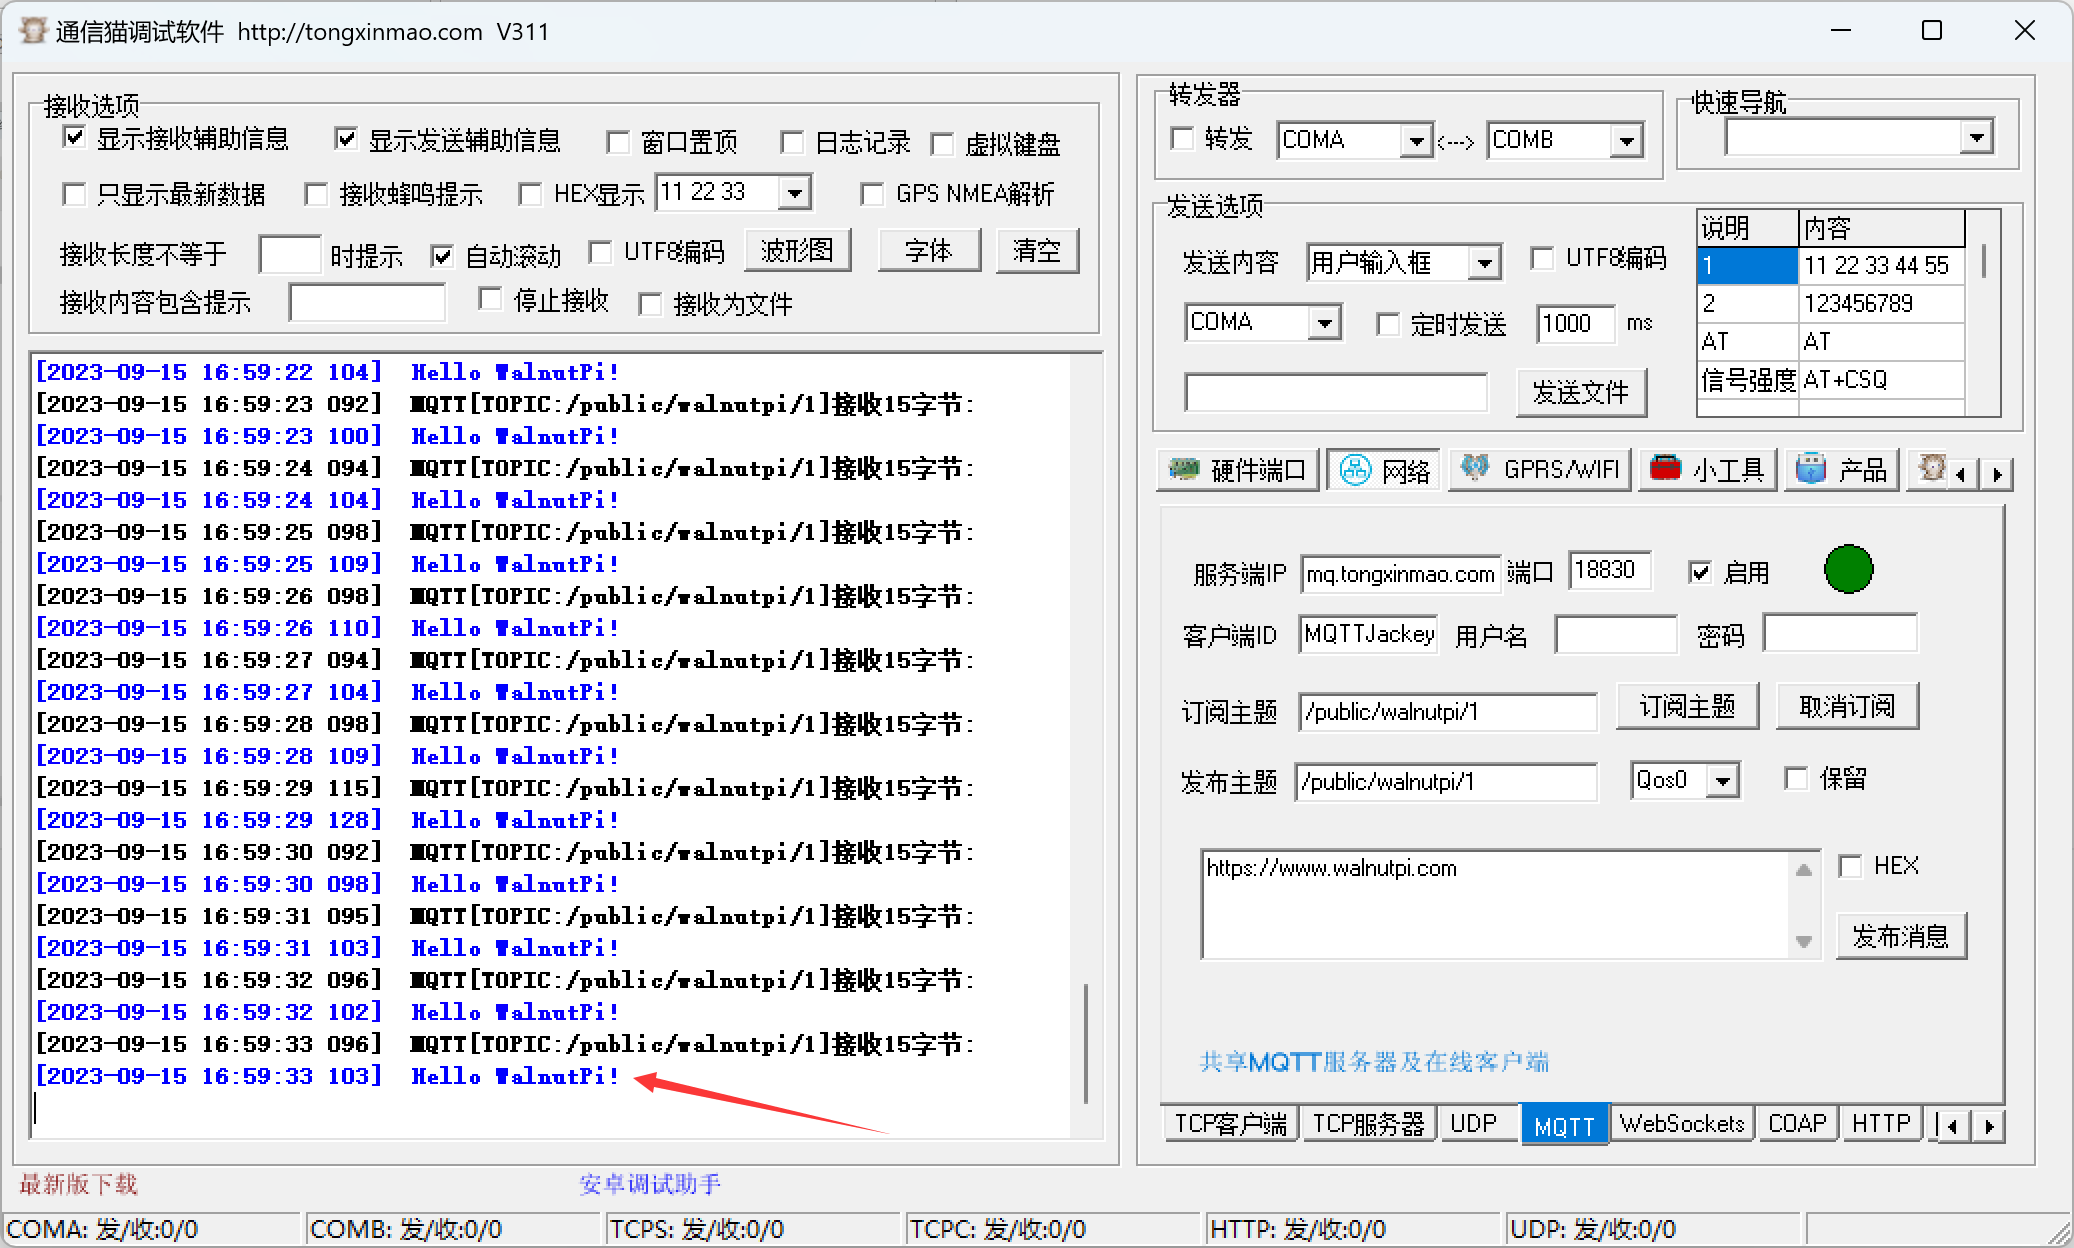 通信猫调试软件 http://tongxinmao.com V311
接收选项
显示接收辅助信息 显示发送辅助信息 窗口置顶 日志记录 虚拟键盘
只显示最新数据 接收蜂鸣提示 HEX显示 11 22 33 GPS NMEA解析
接收长度不等于 时提示 自动滚动 UTF8编码 波形图 字体 清空
接收内容包含提示 停止接收 接收为文件
[2023-09-15 16:59:22 104] Hello WalnutPi!
[2023-09-15 16:59:23 092] MQTT[TOPIC:/public/walnutpi/1]接收15字节:
[2023-09-15 16:59:23 100] Hello WalnutPi!
[2023-09-15 16:59:24 094] MQTT[TOPIC:/public/walnutpi/1]接收15字节:
[2023-09-15 16:59:24 104] Hello WalnutPi!
[2023-09-15 16:59:25 098] MQTT[TOPIC:/public/walnutpi/1]接收15字节:
[2023-09-15 16:59:25 109] Hello WalnutPi!
[2023-09-15 16:59:26 098] MQTT[TOPIC:/public/walnutpi/1]接收15字节:
[2023-09-15 16:59:26 110] Hello WalnutPi!
[2023-09-15 16:59:27 094] MQTT[TOPIC:/public/walnutpi/1]接收15字节:
[2023-09-15 16:59:27 104] Hello WalnutPi!
[2023-09-15 16:59:28 098] MQTT[TOPIC:/public/walnutpi/1]接收15字节:
[2023-09-15 16:59:28 109] Hello WalnutPi!
[2023-09-15 16:59:29 115] MQTT[TOPIC:/public/walnutpi/1]接收15字节:
[2023-09-15 16:59:29 128] Hello WalnutPi!
[2023-09-15 16:59:30 092] MQTT[TOPIC:/public/walnutpi/1]接收15字节:
[2023-09-15 16:59:30 098] Hello WalnutPi!
[2023-09-15 16:59:31 095] MQTT[TOPIC:/public/walnutpi/1]接收15字节:
[2023-09-15 16:59:31 103] Hello WalnutPi!
[2023-09-15 16:59:32 096] MQTT[TOPIC:/public/walnutpi/1]接收15字节:
[2023-09-15 16:59:32 102] Hello WalnutPi!
[2023-09-15 16:59:33 096] MQTT[TOPIC:/public/walnutpi/1]接收15字节:
[2023-09-15 16:59:33 103] Hello WalnutPi!
转发器
转发 COMA <---> COMB
快速导航
发送选项
发送内容 用户输入框 UTF8编码
COMA 定时发送 1000 ms
发送文件
说明 内容
1 11 22 33 44 55
2 123456789
AT AT
信号强度 AT+CSQ
硬件端口 网络 GPRS/WIFI 小工具 产品
服务端IP mq.tongxinmao.com 端口 18830 启用
客户端ID MQTTJackey 用户名 密码
订阅主题 /public/walnutpi/1 订阅主题 取消订阅
发布主题 /public/walnutpi/1 Qos0 保留
https://www.walnutpi.com HEX
发布消息
共享MQTT服务器及在线客户端
TCP客户端 TCP服务器 UDP MQTT WebSockets COAP HTTP
最新版下载 安卓调试助手
COMA: 发/收:0/0 COMB: 发/收:0/0 TCPS: 发/收:0/0 TCPC: 发/收:0/0 HTTP: 发/收:0/0 UDP: 发/收:0/0